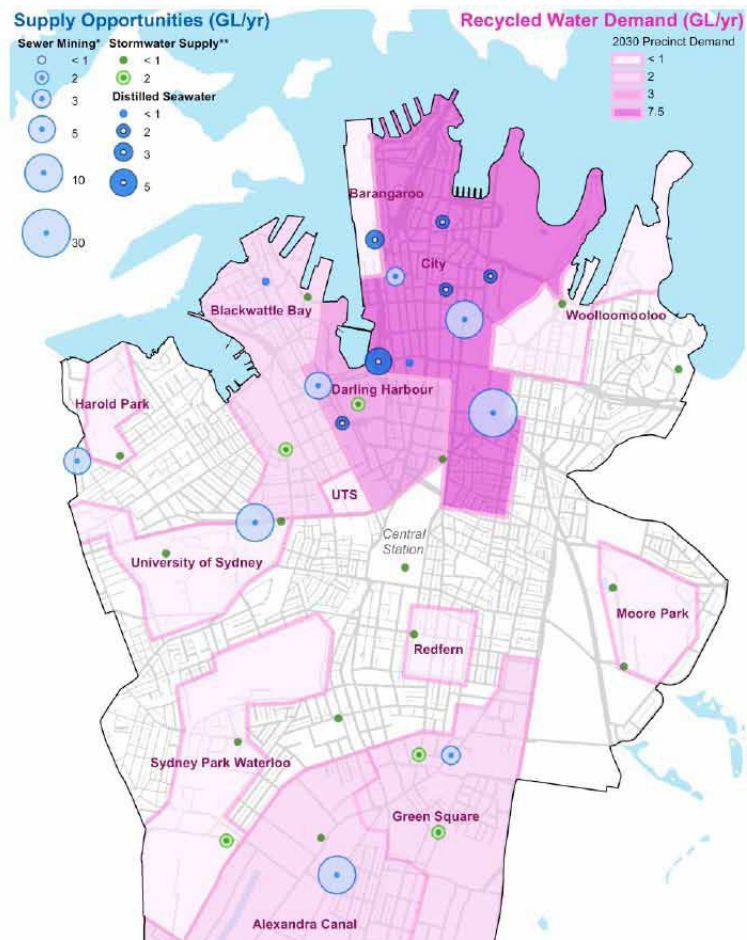 Supply Opportunities (GL/yr)
Sewer Mining*
< 1
2
3
5
10
30
Stormwater Supply**
< 1
2
Distilled Seawater
< 1
2
3
5
Recycled Water Demand (GL/yr)
2030 Precinct Demand
< 1
2
3
7.5
Barangaroo
City
Blackwattle Bay
Woolloomooloo
Harold Park
Darling Harbour
UTS
Central
Station
University of Sydney
Moore Park
Redfern
Sydney Park Waterloo
Green Square
Alexandra Canal